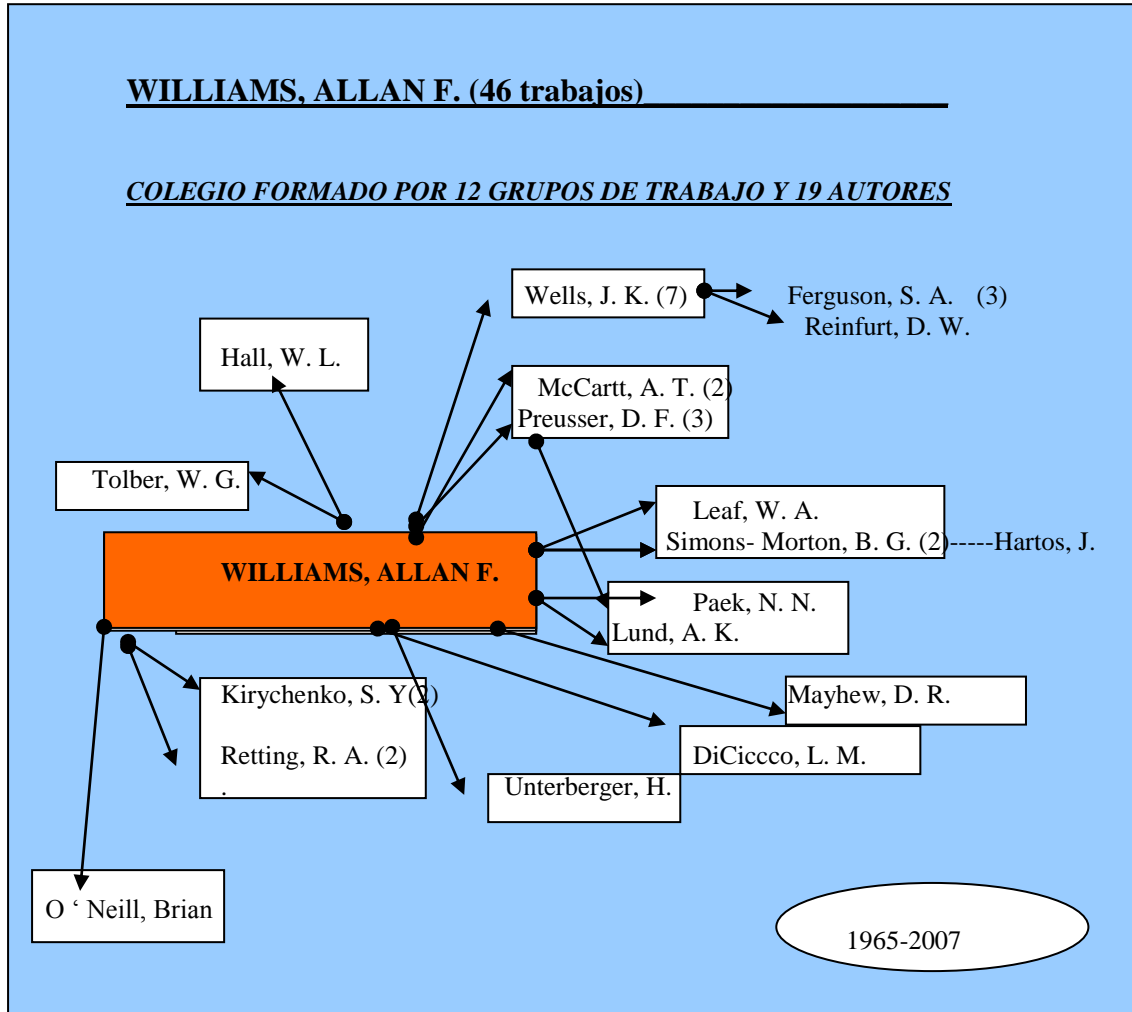 WILLIAMS, ALLAN F. (46 trabajos)
COLEGIO FORMADO POR 12 GRUPOS DE TRABAJO Y 19 AUTORES
Wells, J. K. (7)
Ferguson, S. A. (3)
Reinfurt, D. W.
Hall, W. L.
McCartt, A. T. (2)
Preusser, D. F. (3)
Tolber, W. G.
Leaf, W. A.
Simons- Morton, B. G. (2)-----Hartos, J.
WILLIAMS, ALLAN F.
Paek, N. N.
Lund, A. K.
Kirychenko, S. Y(2)
Mayhew, D. R.
Retting, R. A. (2)
DiCiccco, L. M.
.
Unterberger, H.
O ‘ Neill, Brian
1965-2007